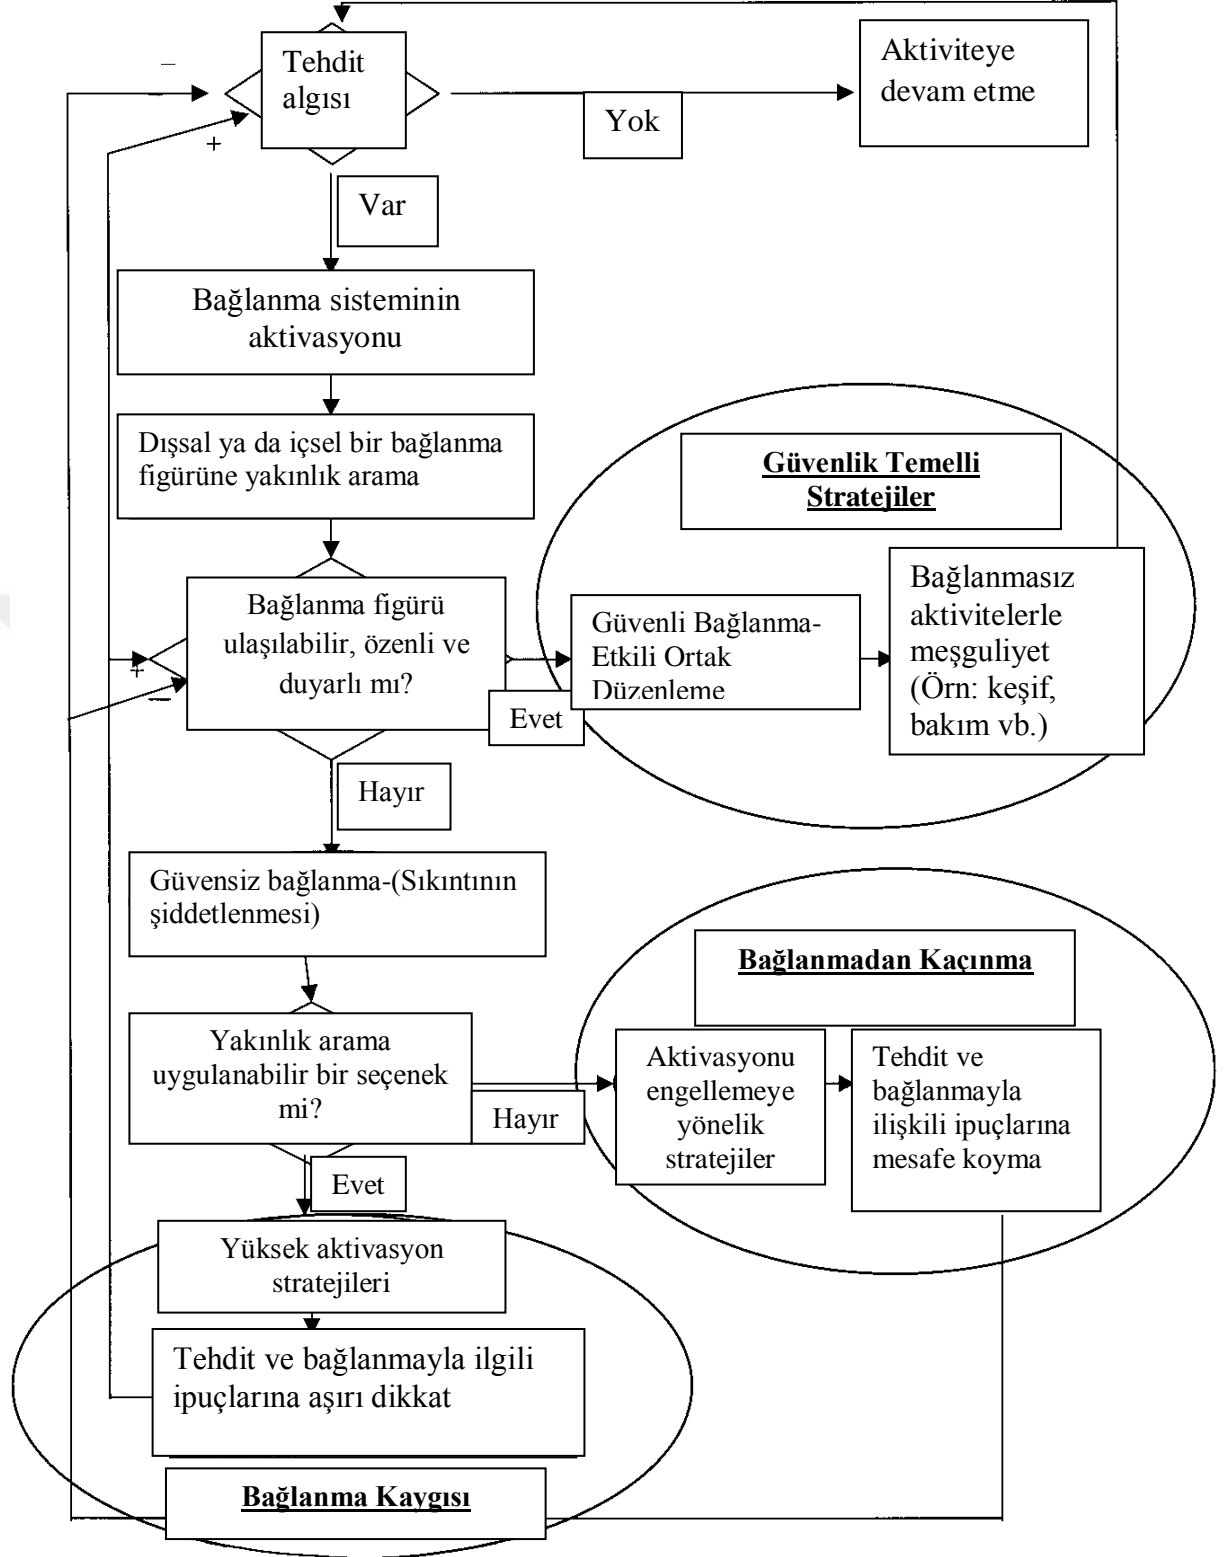 Tehdit
algısı
Aktiviteye
devam etme
Yok
–
–
+
Var
Bağlanma sisteminin
aktivasyonu
Dışsal ya da içsel bir bağlanma
figürüne yakınlık arama
Güvenlik Temelli
Stratejiler
Bağlanma figürü
ulaşılabilir, özenli ve
duyarlı mı?
Güvenli Bağlanma-
Etkili Ortak
Düzenleme
Bağlanmasız
aktivitelerle
meşguliyet
(Örn: keşif,
bakım vb.)
+
–
Evet
Hayır
Güvensiz bağlanma-(Sıkıntının
şiddetlenmesi)
Bağlanmadan Kaçınma
Yakınlık arama
uygulanabilir bir seçenek
mi?
Hayır
Aktivasyonu
engellemeye
yönelik
stratejiler
Tehdit ve
bağlanmayla
ilişkili ipuçlarına
mesafe koyma
Evet
Yüksek aktivasyon
stratejileri
Tehdit ve bağlanmayla ilgili
ipuçlarına aşırı dikkat
Bağlanma Kaygısı